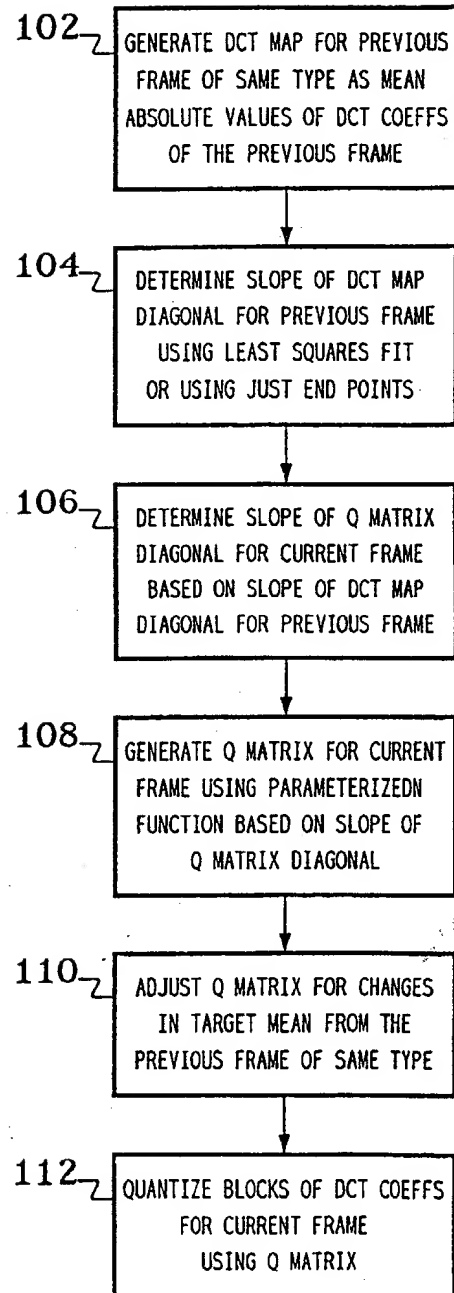 102
GENERATE DCT MAP FOR PREVIOUS
FRAME OF SAME TYPE AS MEAN
ABSOLUTE VALUES OF DCT COEFFS
OF THE PREVIOUS FRAME
104
DETERMINE SLOPE OF DCT MAP
DIAGONAL FOR PREVIOUS FRAME
USING LEAST SQUARES FIT
OR USING JUST END POINTS
106
DETERMINE SLOPE OF Q MATRIX
DIAGONAL FOR CURRENT FRAME
BASED ON SLOPE OF DCT MAP
DIAGONAL FOR PREVIOUS FRAME
108
GENERATE Q MATRIX FOR CURRENT
FRAME USING PARAMETERIZEDN
FUNCTION BASED ON SLOPE OF
Q MATRIX DIAGONAL
110
ADJUST Q MATRIX FOR CHANGES
IN TARGET MEAN FROM THE
PREVIOUS FRAME OF SAME TYPE
112
QUANTIZE BLOCKS OF DCT COEFFS
FOR CURRENT FRAME
USING Q MATRIX